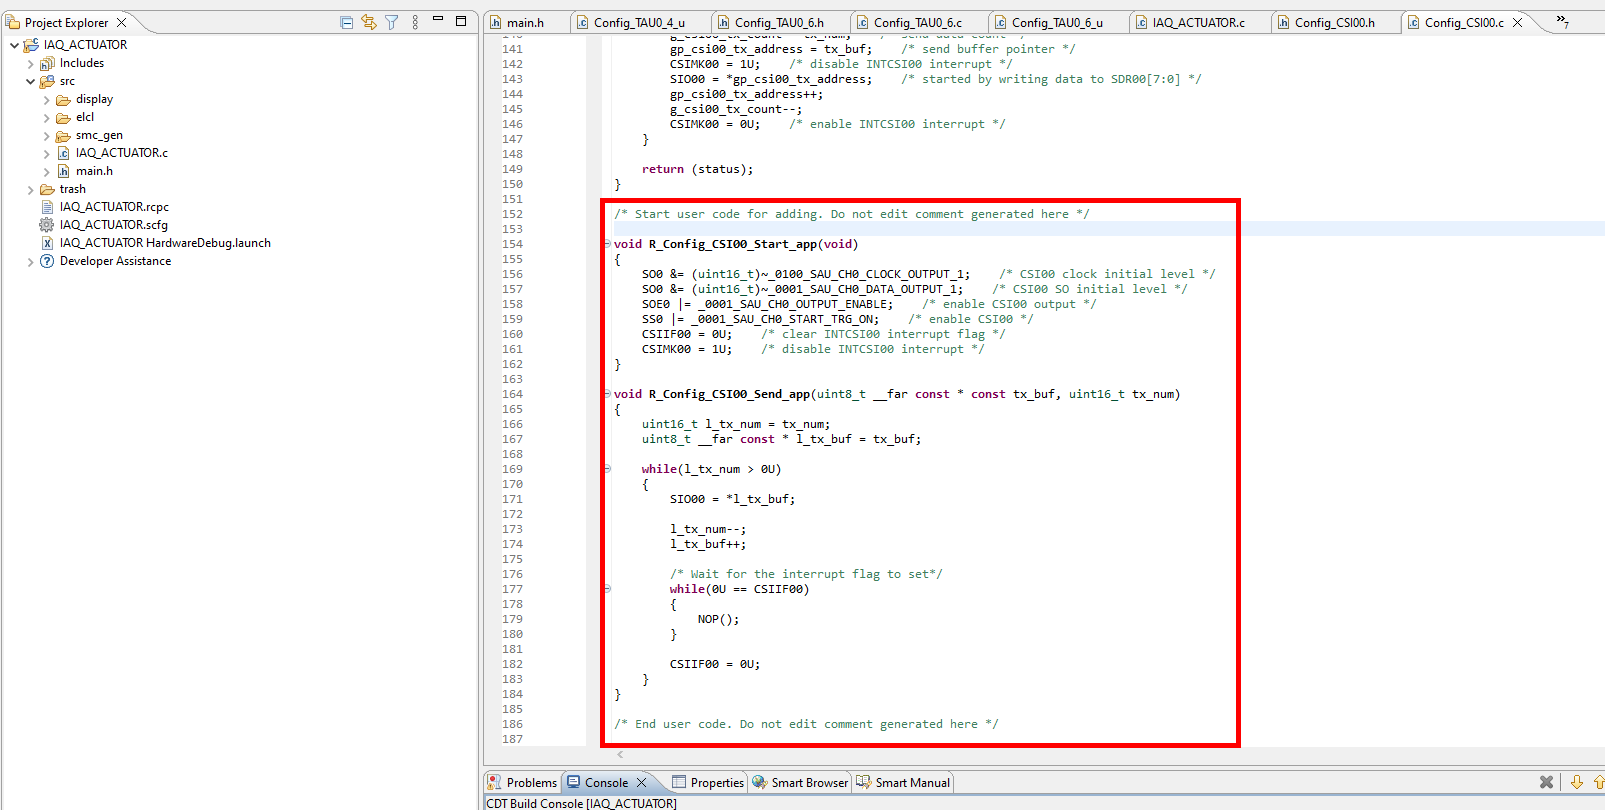 Project Explorer
IAQ_ACTUATOR
Includes
src
display
elcl
smc_gen
IAQ_ACTUATOR.c
main.h
trash
IAQ_ACTUATOR.rcpc
IAQ_ACTUATOR.scfg
IAQ_ACTUATOR HardwareDebug.launch
Developer Assistance
main.h Config_TAU0_4_u Config_TAU0_6.h Config_TAU0_6.c Config_TAU0_6_u IAQ_ACTUATOR.c Config_CSI00.h Config_CSI00.c »7
141 gp_csi00_tx_address = tx_buf;    /* send buffer pointer */
142 CSIMK00 = 1U;    /* disable INTCSI00 interrupt */
143 SIO00 = *gp_csi00_tx_address;    /* started by writing data to SDR00[7:0] */
144 gp_csi00_tx_address++;
145 g_csi00_tx_count--;
146 CSIMK00 = 0U;    /* enable INTCSI00 interrupt */
147 }
148
149 return (status);
150 }
151
152 /* Start user code for adding. Do not edit comment generated here */
153
154 void R_Config_CSI00_Start_app(void)
155 {
156 SO0 &= (uint16_t)~_0100_SAU_CH0_CLOCK_OUTPUT_1;    /* CSI00 clock initial level */
157 SO0 &= (uint16_t)~_0001_SAU_CH0_DATA_OUTPUT_1;    /* CSI00 SO initial level */
158 SOE0 |= _0001_SAU_CH0_OUTPUT_ENABLE;    /* enable CSI00 output */
159 SS0 |= _0001_SAU_CH0_START_TRG_ON;    /* enable CSI00 */
160 CSIIF00 = 0U;    /* clear INTCSI00 interrupt flag */
161 CSIMK00 = 1U;    /* disable INTCSI00 interrupt */
162 }
163
164 void R_Config_CSI00_Send_app(uint8_t __far const * const tx_buf, uint16_t tx_num)
165 {
166 uint16_t l_tx_num = tx_num;
167 uint8_t __far const * l_tx_buf = tx_buf;
168
169 while(l_tx_num > 0U)
170 {
171 SIO00 = *l_tx_buf;
172
173 l_tx_num--;
174 l_tx_buf++;
175
176 /* Wait for the interrupt flag to set*/
177 while(0U == CSIIF00)
178 {
179 NOP();
180 }
181
182 CSIIF00 = 0U;
183 }
184 }
185
186 /* End user code. Do not edit comment generated here */
187
Problems Console Properties Smart Browser Smart Manual
CDT Build Console [IAQ_ACTUATOR]